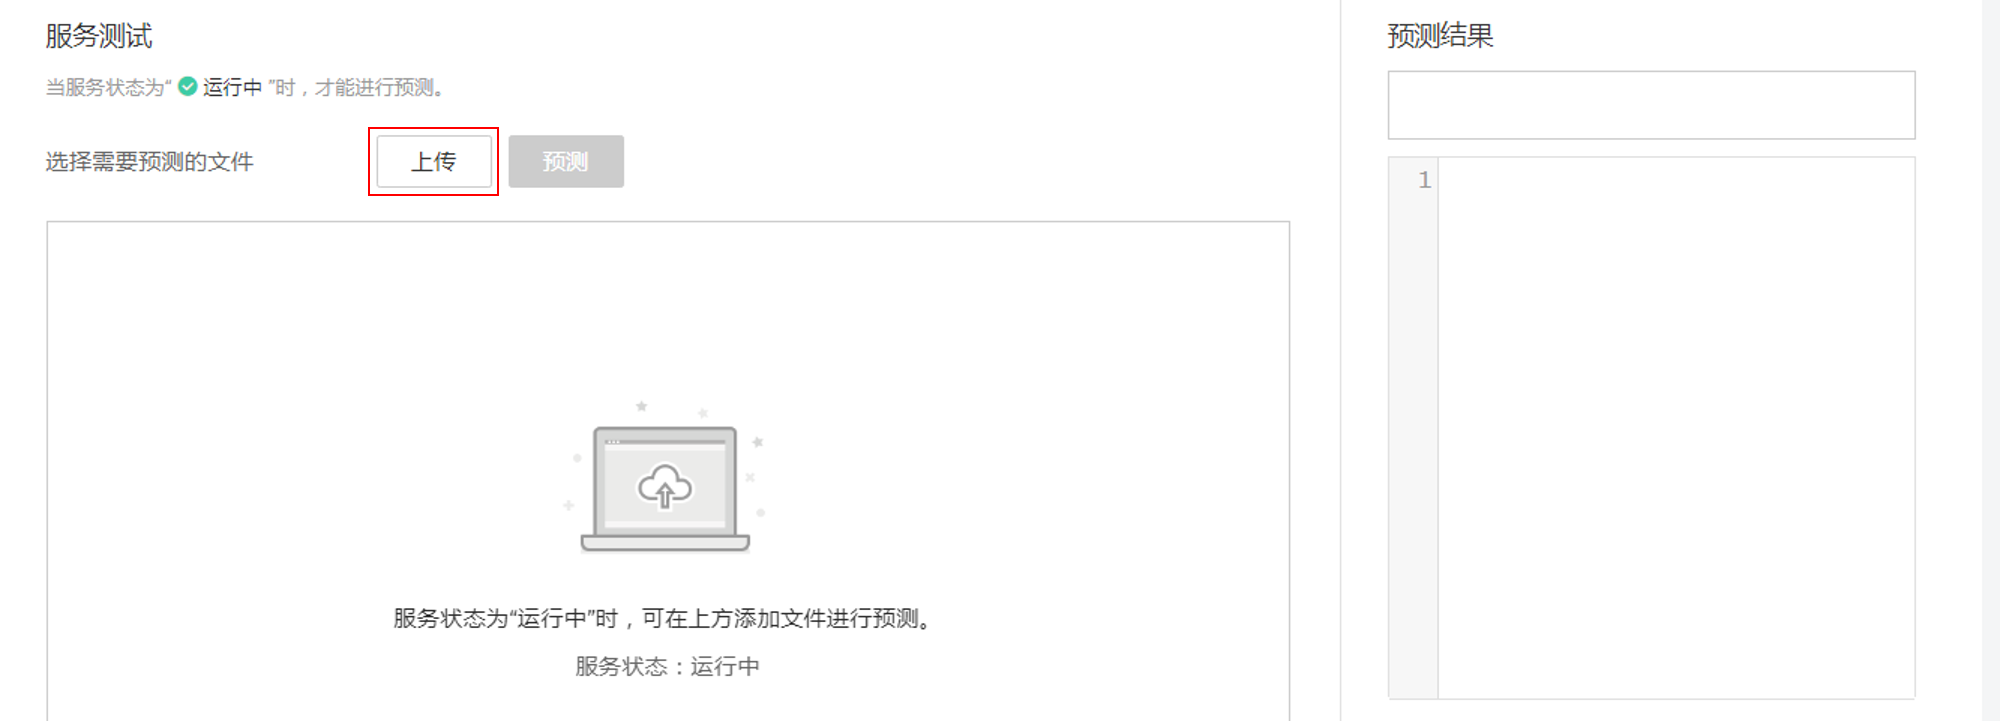 服务测试
当服务状态为“ 运行中 ”时，才能进行预测。
选择需要预测的文件
上传
预测
服务状态为“运行中”时，可在上方添加文件进行预测。
服务状态：运行中
预测结果
1